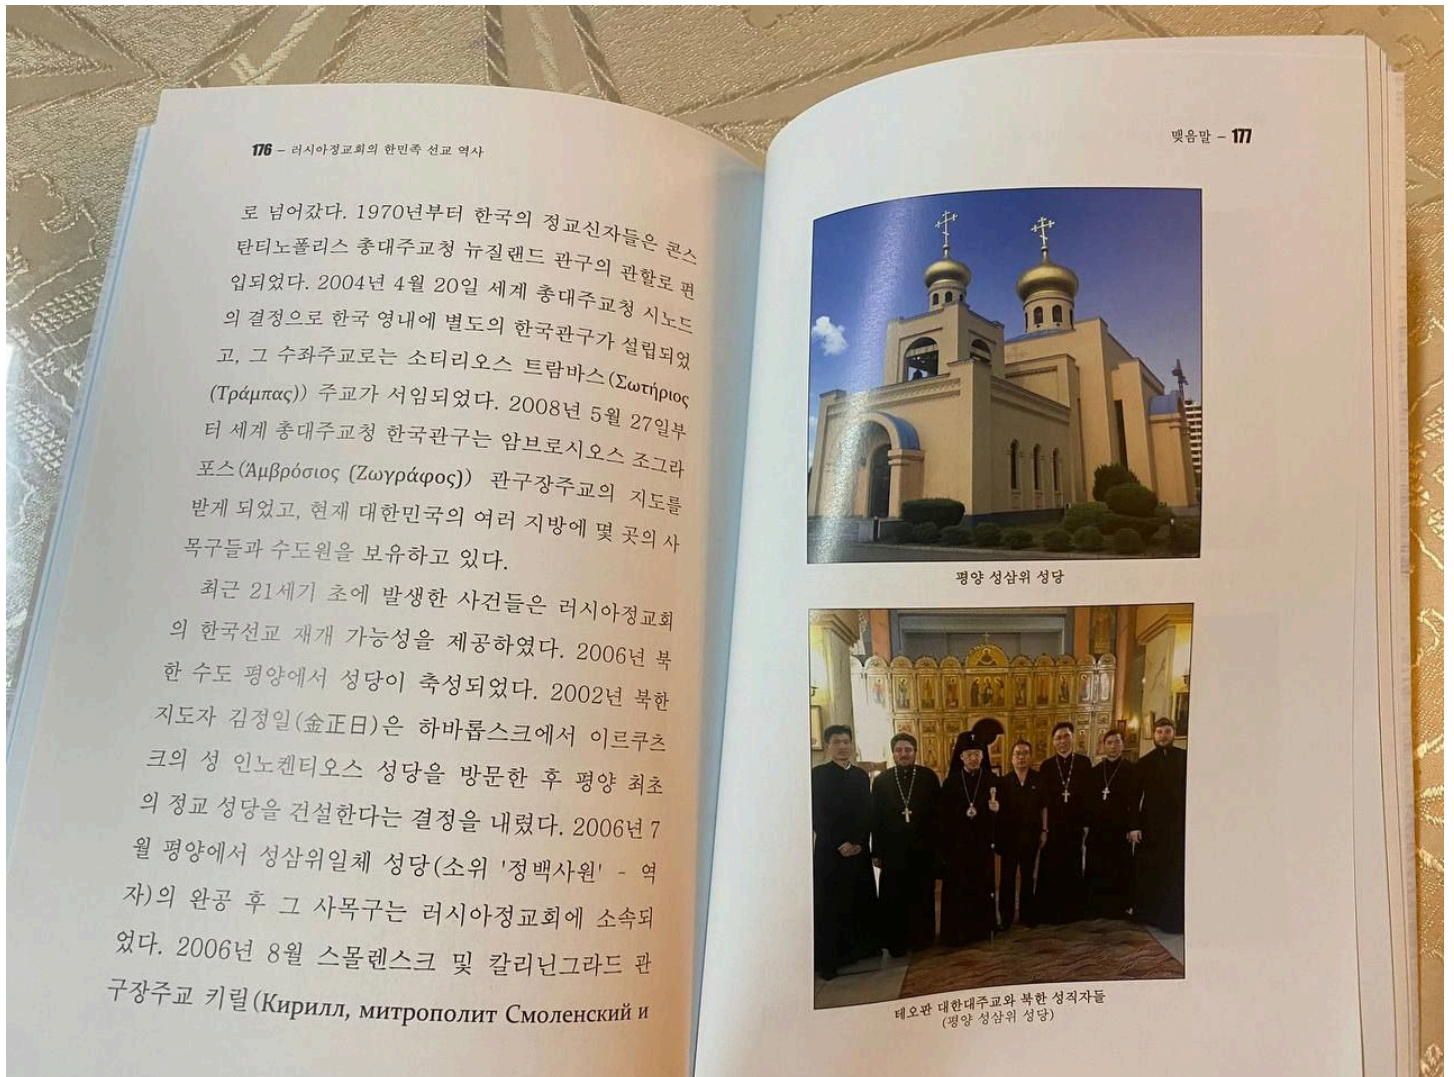 176 – 러시아정교회의 한민족 선교 역사
로 넘어갔다. 1970년부터 한국의 정교신자들은 콘스
탄티노폴리스 총대주교청 뉴질랜드 관구의 관할로 편
입되었다. 2004년 4월 20일 세계 총대주교청 시노드
의 결정으로 한국 영내에 별도의 한국관구가 설립되었
고, 그 수좌주교로는 소티리오스 트람바스(Σωτήριος
(Τράμπας)) 주교가 서임되었다. 2008년 5월 27일부
터 세계 총대주교청 한국관구는 암브로시오스 조그라
포스(Ἀμβρόσιος (Ζωγράφος)) 관구장주교의 지도를
받게 되었고, 현재 대한민국의 여러 지방에 몇 곳의 사
목구들과 수도원을 보유하고 있다.
최근 21세기 초에 발생한 사건들은 러시아정교회
의 한국선교 재개 가능성을 제공하였다. 2006년 북
한 수도 평양에서 성당이 축성되었다. 2002년 북한
지도자 김정일(金正日)은 하바롭스크에서 이르쿠츠
크의 성 인노켄티오스 성당을 방문한 후 평양 최초
의 정교 성당을 건설한다는 결정을 내렸다. 2006년 7
월 평양에서 성삼위일체 성당(소위 '정백사원' - 역
자)의 완공 후 그 사목구는 러시아정교회에 소속되
었다. 2006년 8월 스몰렌스크 및 칼리닌그라드 관
구장주교 키릴(Кирилл, митрополит Смоленский и
맺음말 – 177
평양 성삼위 성당
테오판 대한대주교와 북한 성직자들
(평양 성삼위 성당)